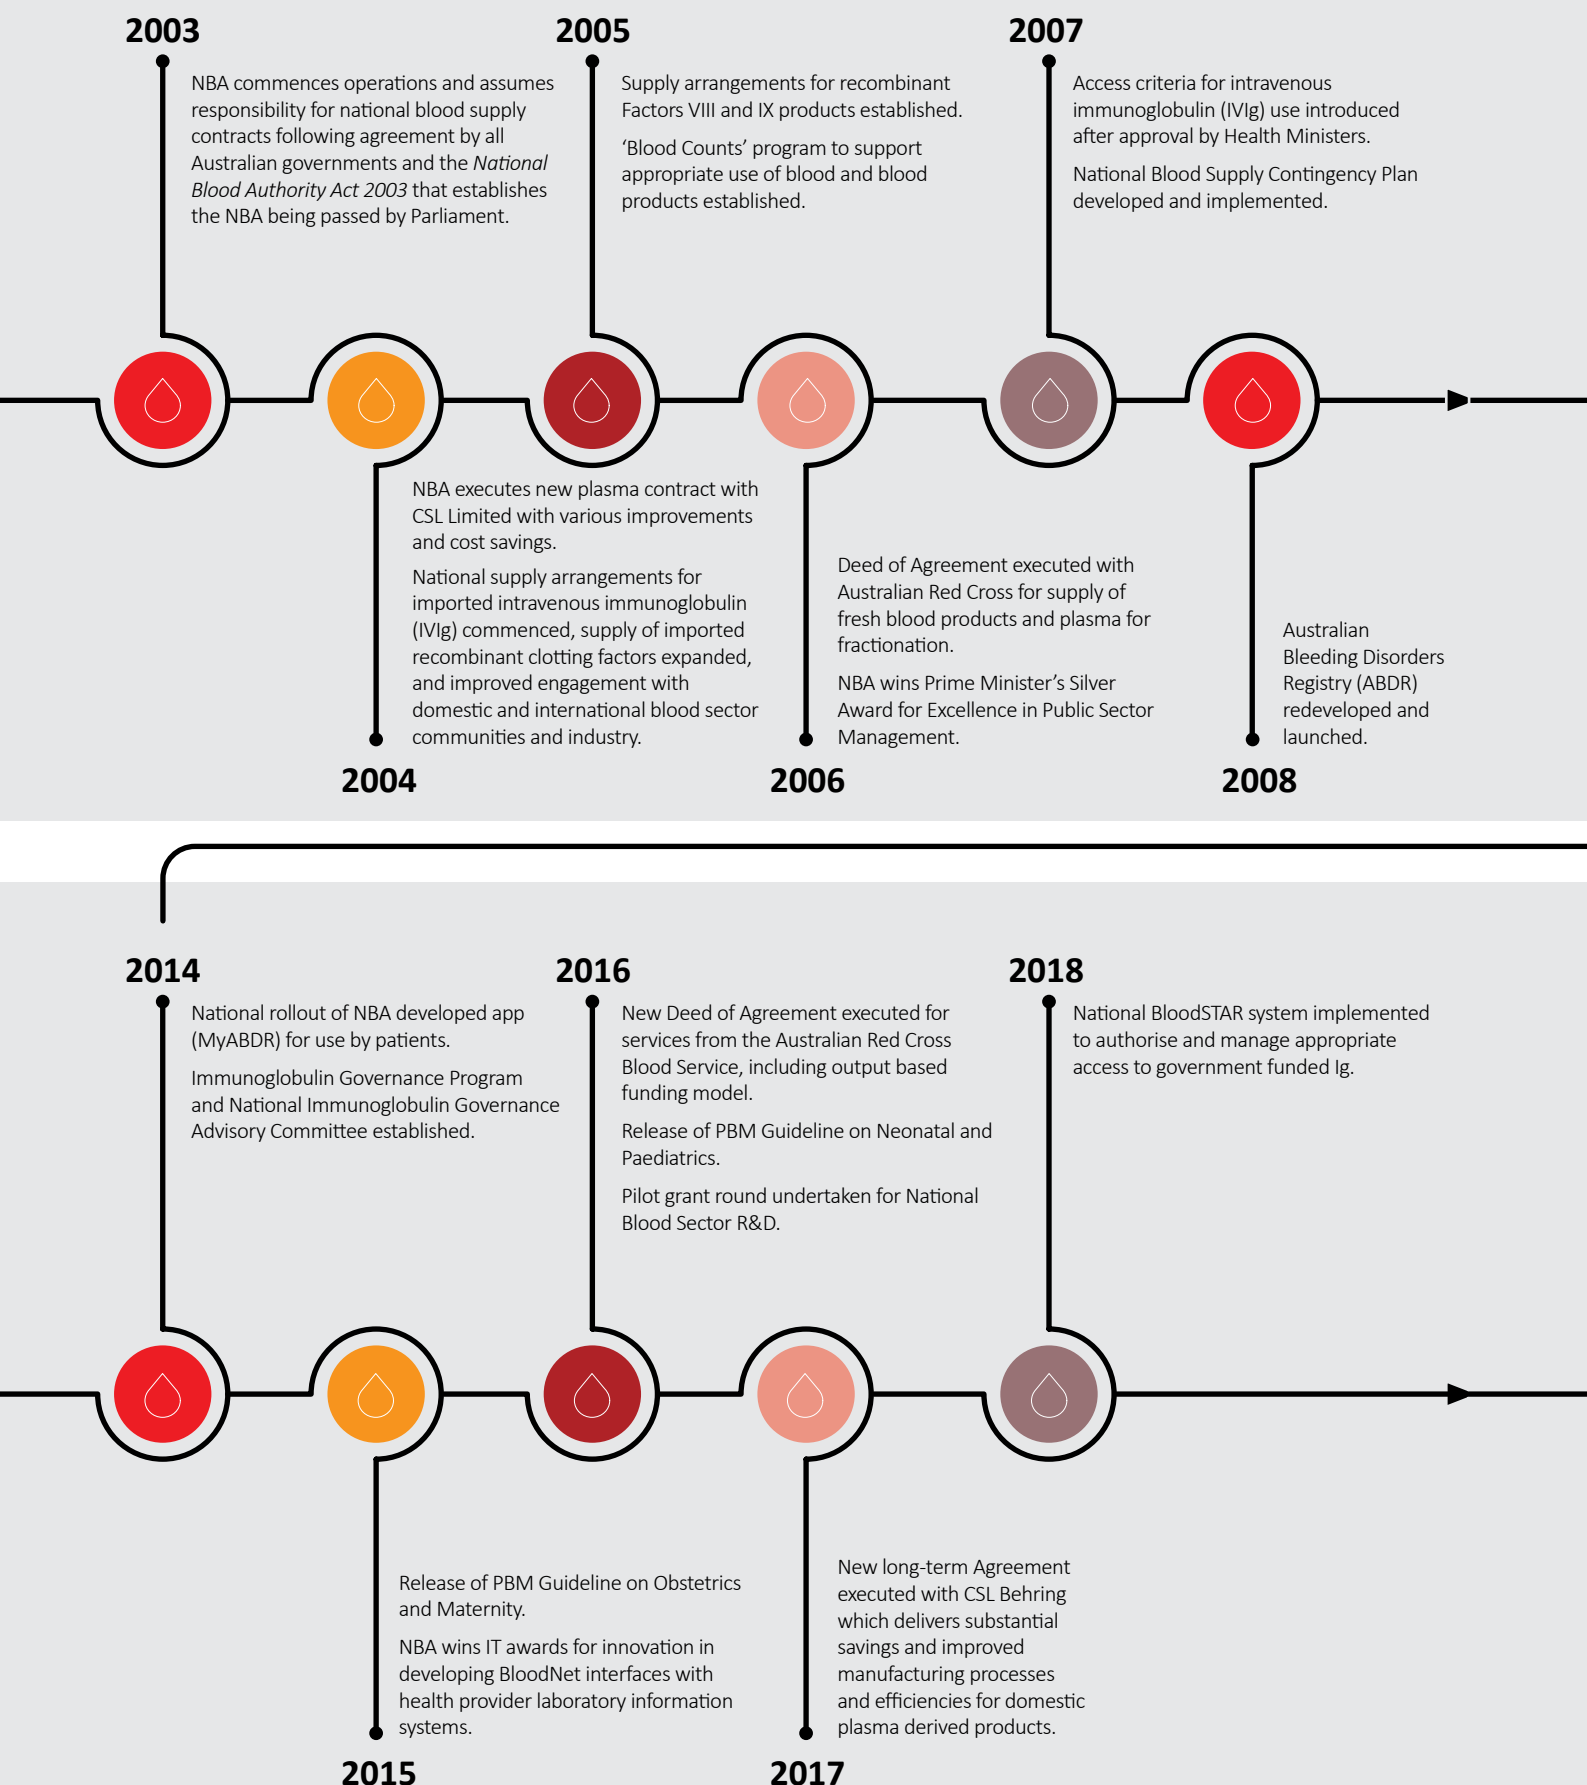 2003
NBA commences operations and assumes
responsibility for national blood supply
contracts following agreement by all
Australian governments and the National
Blood Authority Act 2003 that establishes
the NBA being passed by Parliament.
2005
Supply arrangements for recombinant
Factors VIII and IX products established.
‘Blood Counts’ program to support
appropriate use of blood and blood
products established.
2007
Access criteria for intravenous
immunoglobulin (IVIg) use introduced
after approval by Health Ministers.
National Blood Supply Contingency Plan
developed and implemented.
NBA executes new plasma contract with
CSL Limited with various improvements
and cost savings.
National supply arrangements for
imported intravenous immunoglobulin
(IVIg) commenced, supply of imported
recombinant clotting factors expanded,
and improved engagement with
domestic and international blood sector
communities and industry.
2004
Deed of Agreement executed with
Australian Red Cross for supply of
fresh blood products and plasma for
fractionation.
NBA wins Prime Minister’s Silver
Award for Excellence in Public Sector
Management.
2006
Australian
Bleeding Disorders
Registry (ABDR)
redeveloped and
launched.
2008
2014
National rollout of NBA developed app
(MyABDR) for use by patients.
Immunoglobulin Governance Program
and National Immunoglobulin Governance
Advisory Committee established.
2016
New Deed of Agreement executed for
services from the Australian Red Cross
Blood Service, including output based
funding model.
Release of PBM Guideline on Neonatal and
Paediatrics.
Pilot grant round undertaken for National
Blood Sector R&D.
2018
National BloodSTAR system implemented
to authorise and manage appropriate
access to government funded Ig.
Release of PBM Guideline on Obstetrics
and Maternity.
NBA wins IT awards for innovation in
developing BloodNet interfaces with
health provider laboratory information
systems.
2015
New long-term Agreement
executed with CSL Behring
which delivers substantial
savings and improved
manufacturing processes
and efficiencies for domestic
plasma derived products.
2017